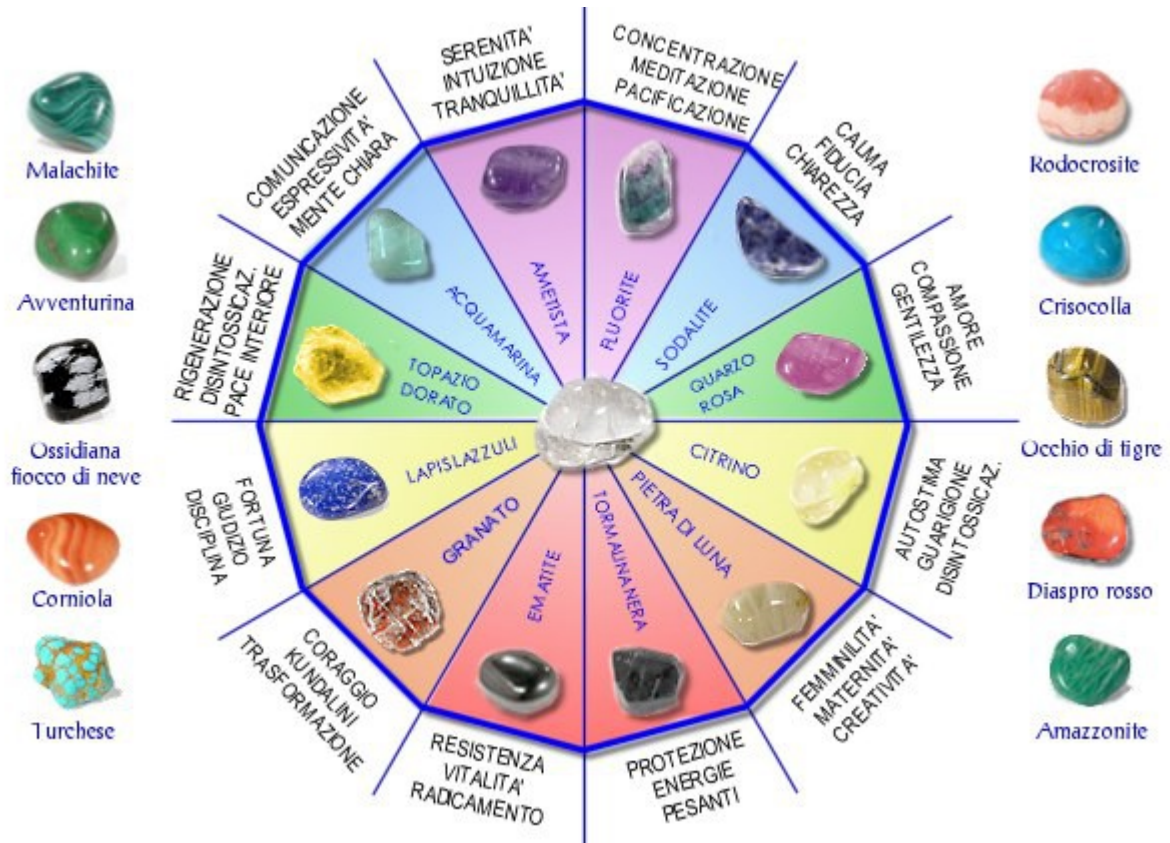 SERENITA'
INTUIZIONE
TRANQUILLITA'
CONCENTRAZIONE
MEDITAZIONE
PACIFICAZIONE
CALMA
FIDUCIA
CHIAREZZA
AMORE
COMPASSIONE
GENTILEZZA
AUTOSTIMA
GUARIGIONE
DISINTOSSICAZ.
FEMMINILITA'
MATERNITA'
CREATIVITA'
PROTEZIONE
ENERGIE
PESANTI
RESISTENZA
VITALITA'
RADICAMENTO
CORAGGIO
KUNDALINI
TRASFORMAZIONE
FORTUNA
GIUDIZIO
DISCIPLINA
RIGENERAZIONE
DISINTOSSICAZ.
PACE INTERIORE
COMUNICAZIONE
ESPRESSIVITA'
MENTE CHIARA
AMETISTA
FLUORITE
SODALITE
QUARZO
ROSA
CITRINO
PIETRA DI LUNA
TORMALINA NERA
EMATITE
GRANATO
LAPISLAZZULI
TOPAZIO
DORATO
ACQUAMARINA
Malachite
Avventurina
Ossidiana
fiocco di neve
Corniola
Turchese
Rodocrosite
Crisocolla
Occhio di tigre
Diaspro rosso
Amazzonite